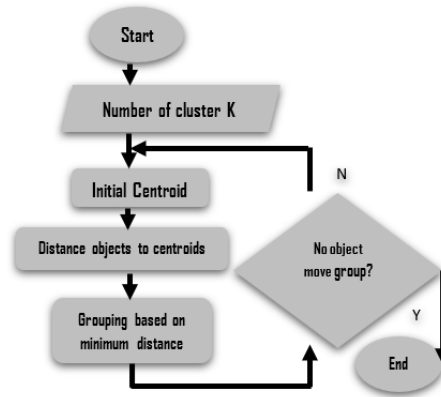 Start
Number of cluster K
Initial Centroid
Distance objects to centroids
Grouping based on
minimum distance
N
No object
move group?
Y
End